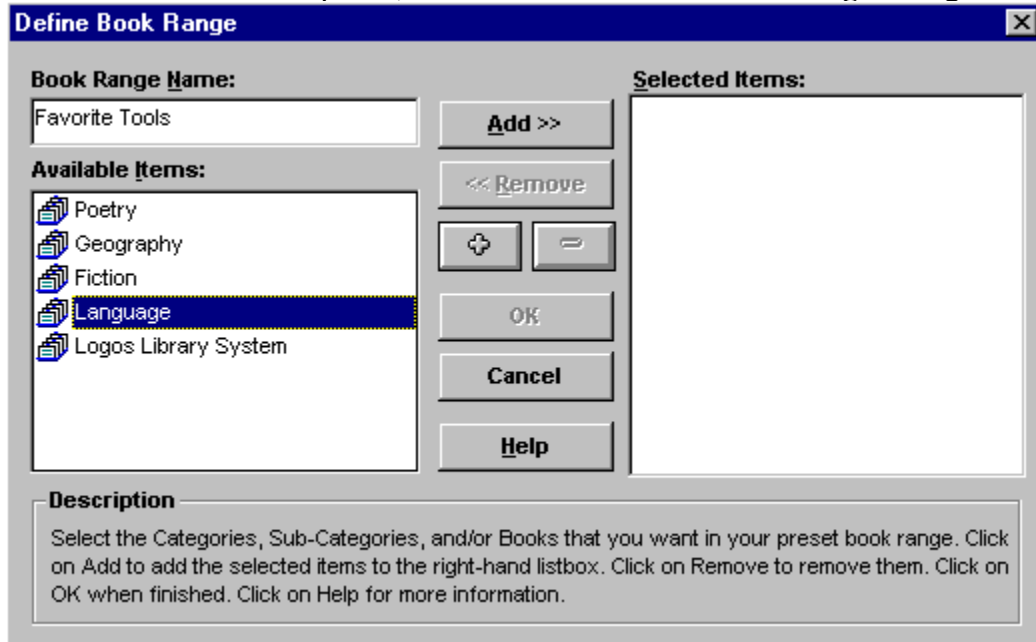 Define Book Range
Book Range Name:
Favorite Tools
Available Items:
Poetry
Geography
Fiction
Language
Logos Library System
Add >>
<< Remove
OK
Cancel
Help
Selected Items:
Description
Select the Categories, Sub-Categories, and/or Books that you want in your preset book range. Click
on Add to add the selected items to the right-hand listbox. Click on Remove to remove them. Click on
OK when finished. Click on Help for more information.